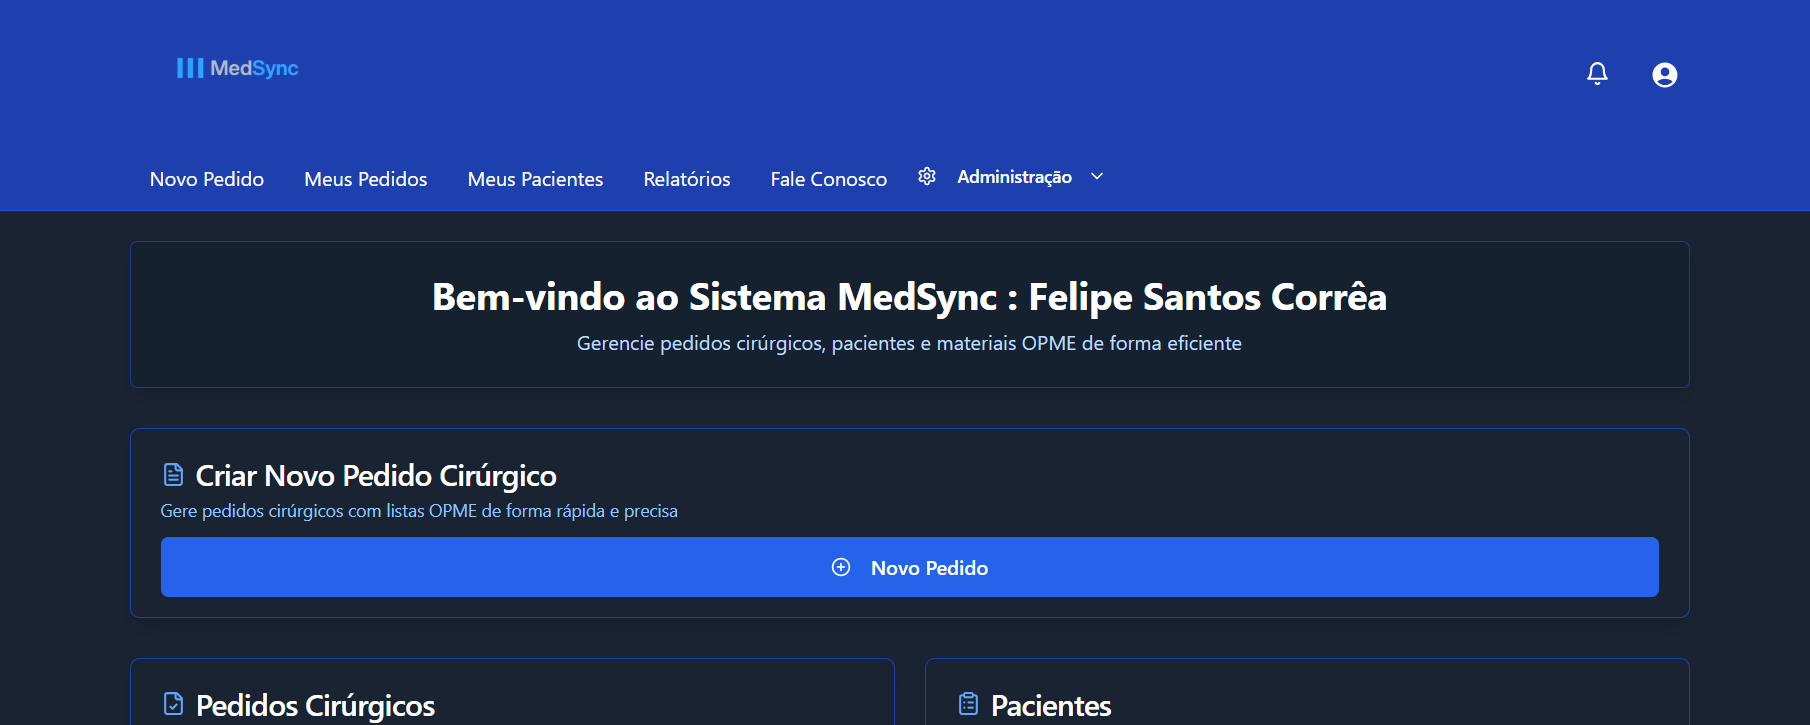 MedSync
Novo Pedido
Meus Pedidos
Meus Pacientes
Relatórios
Fale Conosco
Administração
Bem-vindo ao Sistema MedSync : Felipe Santos Corrêa
Gerencie pedidos cirúrgicos, pacientes e materiais OPME de forma eficiente
Criar Novo Pedido Cirúrgico
Gere pedidos cirúrgicos com listas OPME de forma rápida e precisa
Novo Pedido
Pedidos Cirúrgicos
Pacientes